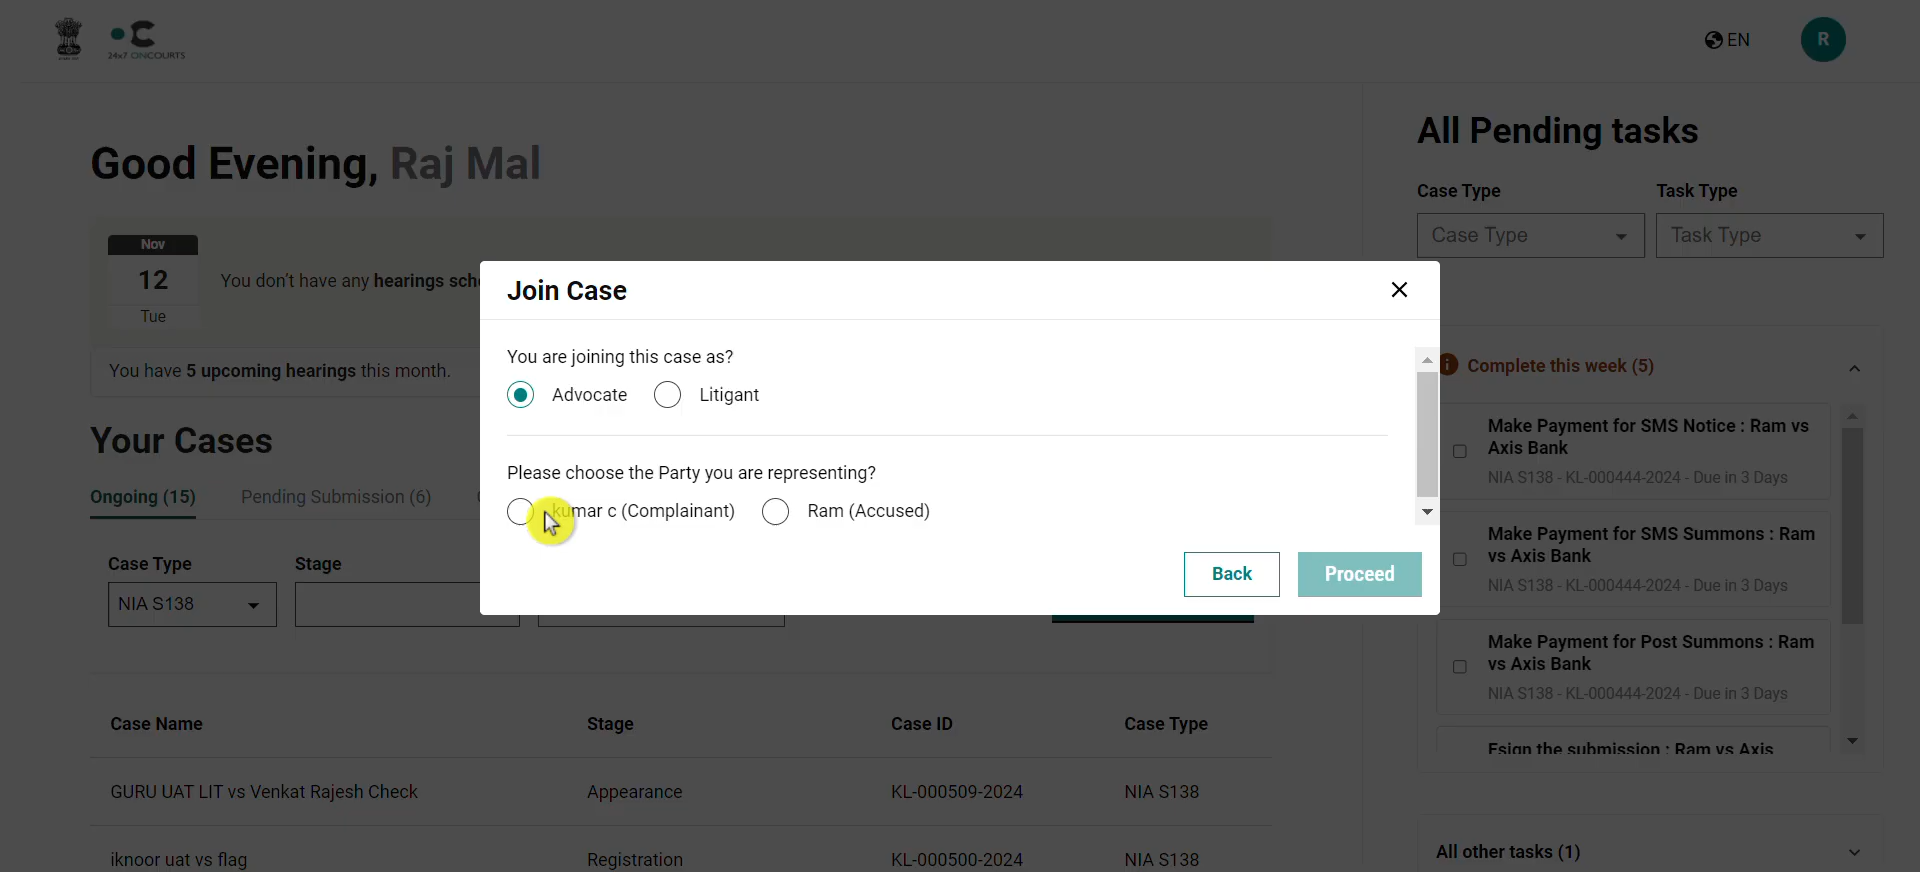 24x7 ONCOURTS
EN
R
Good Evening, Raj Mal
Nov
12
Tue
You don't have any hearings sch
You have 5 upcoming hearings this month.
Your Cases
Ongoing (15)
Pending Submission (6)
Case Type
Stage
NIA S138
Join Case
You are joining this case as?
Advocate
Litigant
Please choose the Party you are representing?
kumar c (Complainant)
Ram (Accused)
Back
Proceed
Case Name
Stage
Case ID
Case Type
GURU UAT LIT vs Venkat Rajesh Check
Appearance
KL-000509-2024
NIA S138
iknoor uat vs flag
Registration
KL-000500-2024
NIA S138
All Pending tasks
Case Type
Task Type
Case Type
Task Type
Complete this week (5)
Make Payment for SMS Notice : Ram vs
Axis Bank
NIA S138 - KL-000444-2024 - Due in 3 Days
Make Payment for SMS Summons : Ram
vs Axis Bank
NIA S138 - KL-000444-2024 - Due in 3 Days
Make Payment for Post Summons : Ram
vs Axis Bank
NIA S138 - KL-000444-2024 - Due in 3 Days
Esign the submission : Ram vs Axis
All other tasks (1)